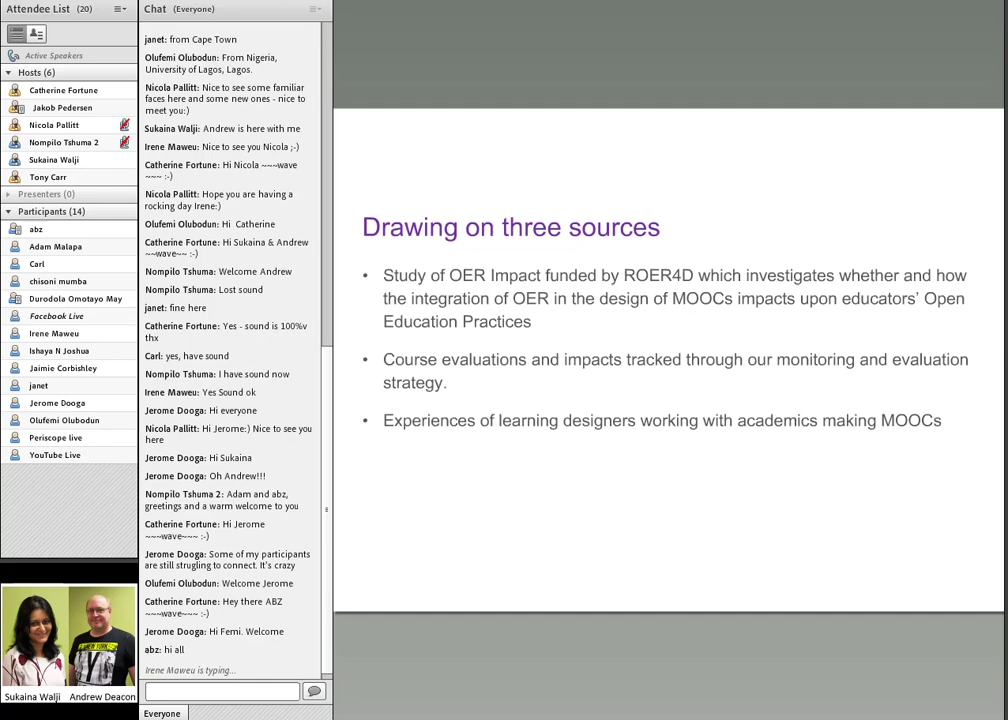 Attendee List (20)
Active Speakers
Hosts (6)
Catherine Fortune
Jakob Pedersen
Nicola Pallitt
Nompilo Tshuma 2
Sukaina Walji
Tony Carr
Presenters (0)
Participants (14)
abz
Adam Malapa
Carl
chisoni mumba
Durodola Omotayo May
Facebook Live
Irene Maweu
Ishaya N Joshua
Jaimie Corbishley
janet
Jerome Dooga
Olufemi Olubodun
Periscope live
YouTube Live
Sukaina Walji Andrew Deacon
Chat (Everyone)
janet: from Cape Town
Olufemi Olubodun: From Nigeria,
University of Lagos, Lagos.
Nicola Pallitt: Nice to see some familiar
faces here and some new ones - nice to
meet you:)
Sukaina Walji: Andrew is here with me
Irene Maweu: Nice to see you Nicola ;-)
Catherine Fortune: Hi Nicola ~~~wave
~~~ :-)
Nicola Pallitt: Hope you are having a
rocking day Irene:)
Olufemi Olubodun: Hi Catherine
Catherine Fortune: Hi Sukaina & Andrew
~~wave~~ :-)
Nompilo Tshuma: Welcome Andrew
Nompilo Tshuma: Lost sound
janet: fine here
Catherine Fortune: Yes - sound is 100%v
thx
Carl: yes, have sound
Nompilo Tshuma: I have sound now
Irene Maweu: Yes Sound ok
Jerome Dooga: Hi everyone
Nicola Pallitt: Hi Jerome:) Nice to see you
here
Jerome Dooga: Hi Sukaina
Jerome Dooga: Oh Andrew!!!
Nompilo Tshuma 2: Adam and abz,
greetings and a warm welcome to you
Catherine Fortune: Hi Jerome
~~~wave~~~ :-)
Jerome Dooga: Some of my participants
are still strugling to connect. It's crazy
Olufemi Olubodun: Welcome Jerome
Catherine Fortune: Hey there ABZ
~~~wave~~~ :-)
Jerome Dooga: Hi Femi. Welcome
abz: hi all
Irene Maweu is typing...
Everyone
Drawing on three sources
• Study of OER Impact funded by ROER4D which investigates whether and how
the integration of OER in the design of MOOCs impacts upon educators’ Open
Education Practices
• Course evaluations and impacts tracked through our monitoring and evaluation
strategy.
• Experiences of learning designers working with academics making MOOCs